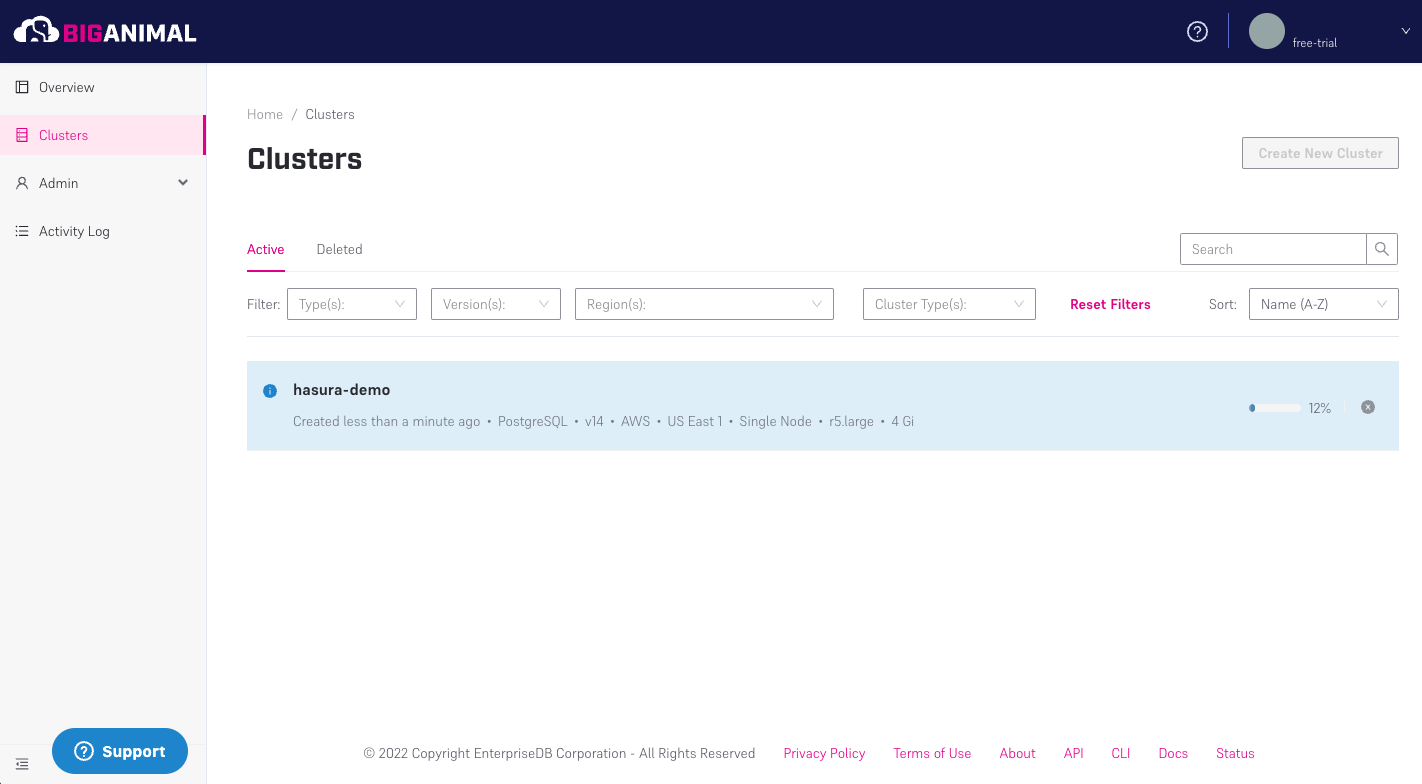 BIGANIMAL
free-trial
Overview
Clusters
Admin
Activity Log
Home / Clusters
Clusters
Create New Cluster
Active Deleted
Search
Filter: Type(s): Version(s): Region(s): Cluster Type(s): Reset Filters Sort: Name (A-Z)
hasura-demo
Created less than a minute ago • PostgreSQL • v14 • AWS • US East 1 • Single Node • r5.large • 4 Gi
12%
Support
© 2022 Copyright EnterpriseDB Corporation - All Rights Reserved Privacy Policy Terms of Use About API CLI Docs Status